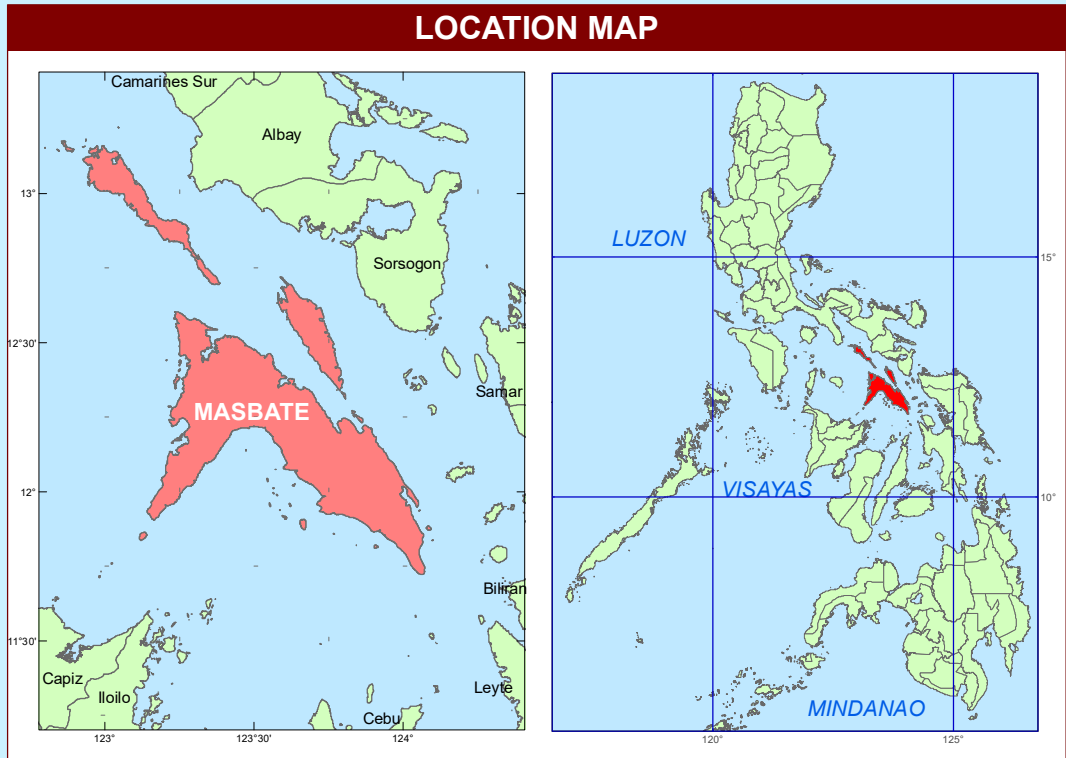 LOCATION MAP
Camarines Sur
Albay
13°
Sorsogon
12°30'
Samar
MASBATE
12°
Biliran
11°30'
Capiz
Iloilo
Leyte
Cebu
123°
123°30'
124°
LUZON
15°
VISAYAS
10°
MINDANAO
120°
125°